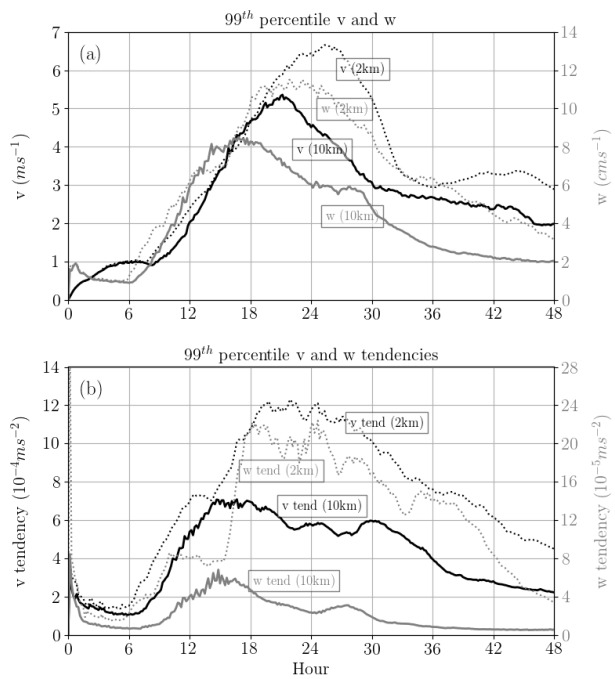 99th percentile v and w
(a)
v (ms−1)
w (cms−1)
7
6
5
4
3
2
1
0
14
12
10
8
6
4
2
0
v (2km)
w (2km)
v (10km)
w (10km)
0 6 12 18 24 30 36 42 48
99th percentile v and w tendencies
(b)
v tendency (10−4ms−2)
w tendency (10−5ms−2)
14
12
10
8
6
4
2
0
28
24
20
16
12
8
4
0
v tend (2km)
w tend (2km)
v tend (10km)
w tend (10km)
0 6 12 18 24 30 36 42 48
Hour